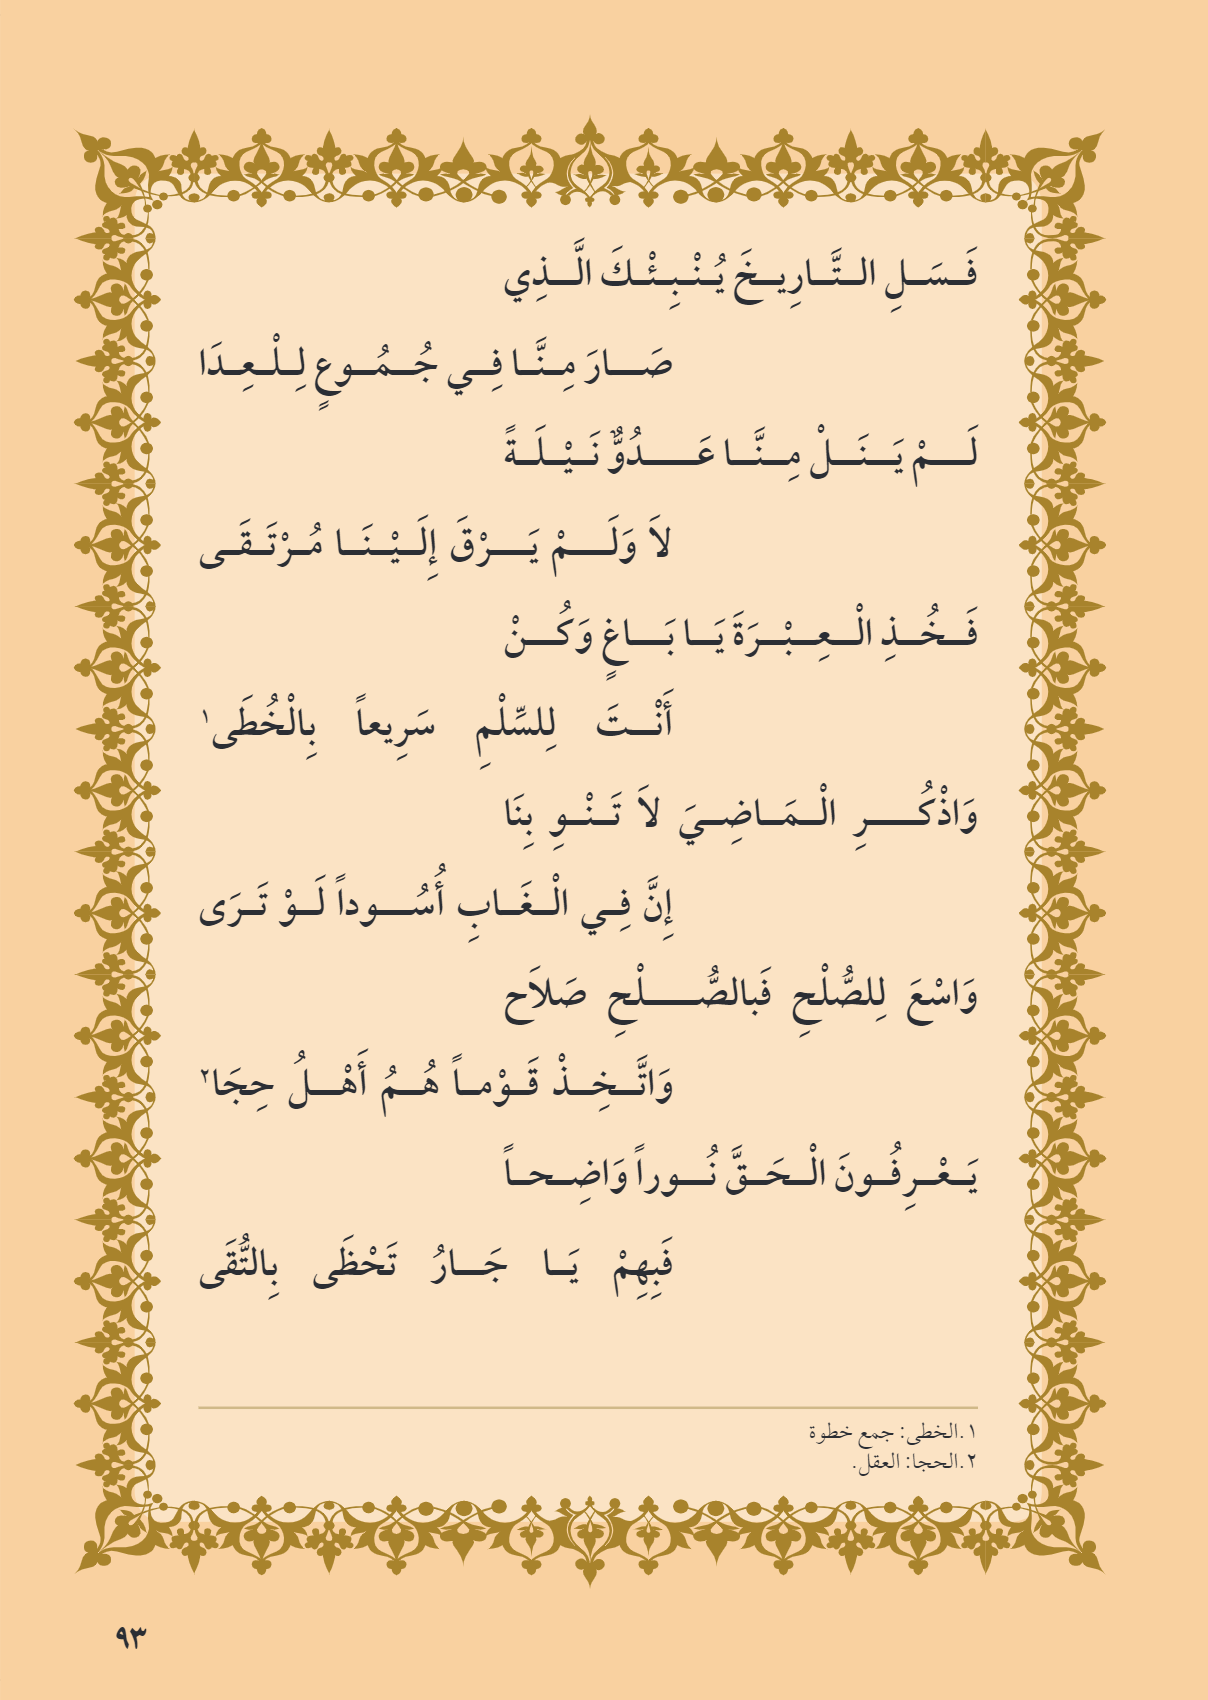 فَسَلِ التَّارِيخَ يُنْبِئْكَ الَّذِي
صَارَ مِنَّا فِي جُمُوعٍ لِلْعِدَا
لَمْ يَنَلْ مِنَّا عَدُوٌّ نَيْلَةً
لاَ وَلَمْ يَرْقَ إِلَيْنَا مُرْتَقَى
فَخُذِ الْعِبْرَةَ يَا بَاغٍ وَكُنْ
أَنْتَ لِلسِّلْمِ سَرِيعاً بِالْخُطَى١
وَاذْكُرِ الْمَاضِيَ لاَ تَنْوِ بِنَا
إِنَّ فِي الْغَابِ أُسُوداً لَوْ تَرَى
وَاسْعَ لِلصُّلْحِ فَبالصُّلْحِ صَلاَح
وَاتَّخِذْ قَوْماً هُمُ أَهْلُ حِجَا٢
يَعْرِفُونَ الْحَقَّ نُوراً وَاضِحاً
فَبِهِمْ يَا جَارُ تَحْظَى بِالتُّقَى
١.الخطى: جمع خطوة
٢.الحجا: العقل.
٩٣